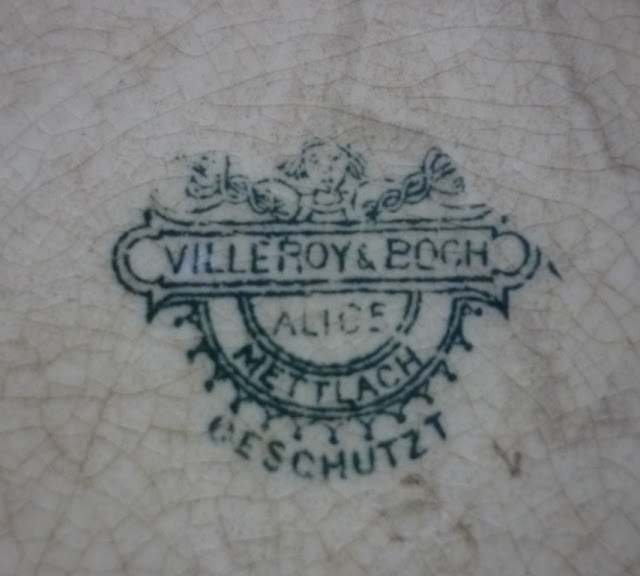 VILLEROY & BOCH
ALICE
METTLACH
GESCHUTZT